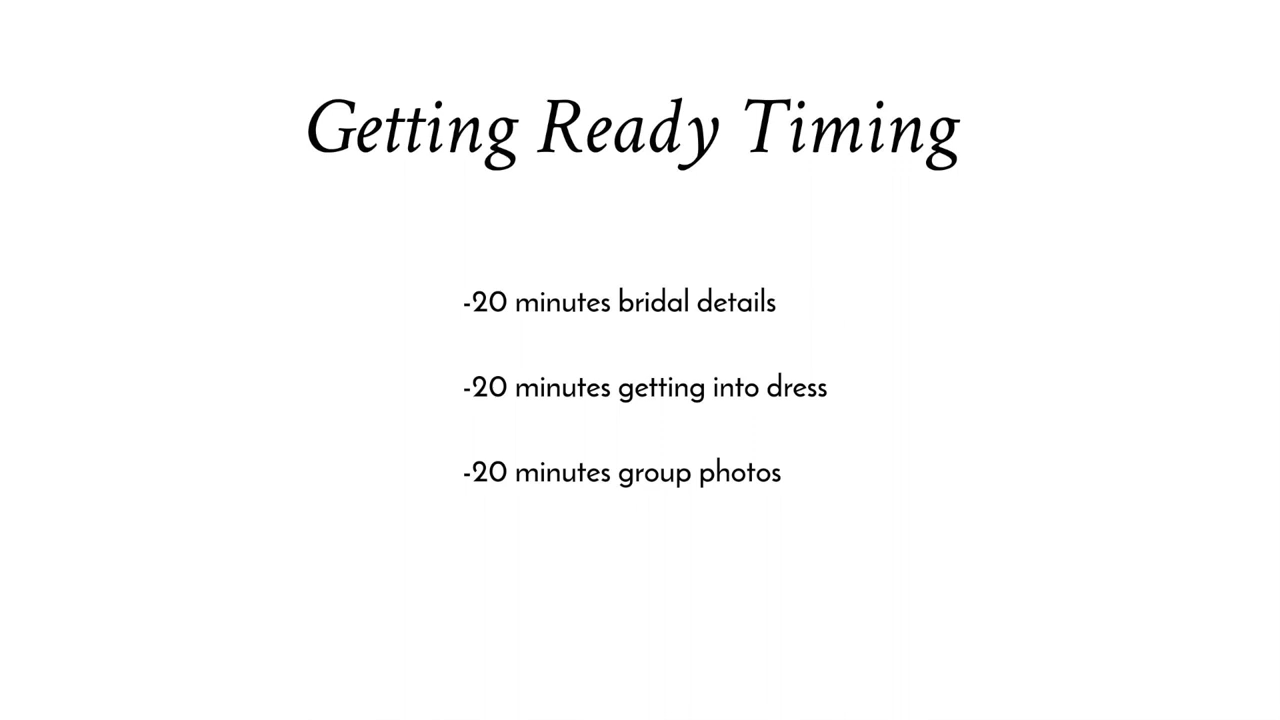 Getting Ready Timing
-20 minutes bridal details
-20 minutes getting into dress
-20 minutes group photos